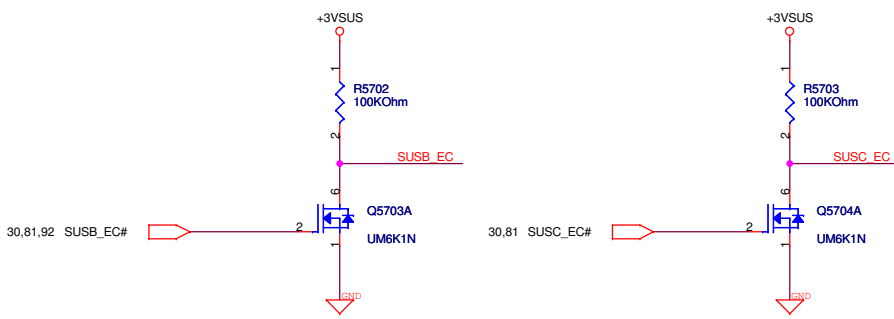 +3VSUS
1
R5702
100KOhm
2
SUSB_EC
6
Q5703A
30,81,92 SUSB_EC#
2
UM6K1N
1
GND
+3VSUS
1
R5703
100KOhm
2
SUSC_EC
6
Q5704A
30,81 SUSC_EC#
2
UM6K1N
1
GND